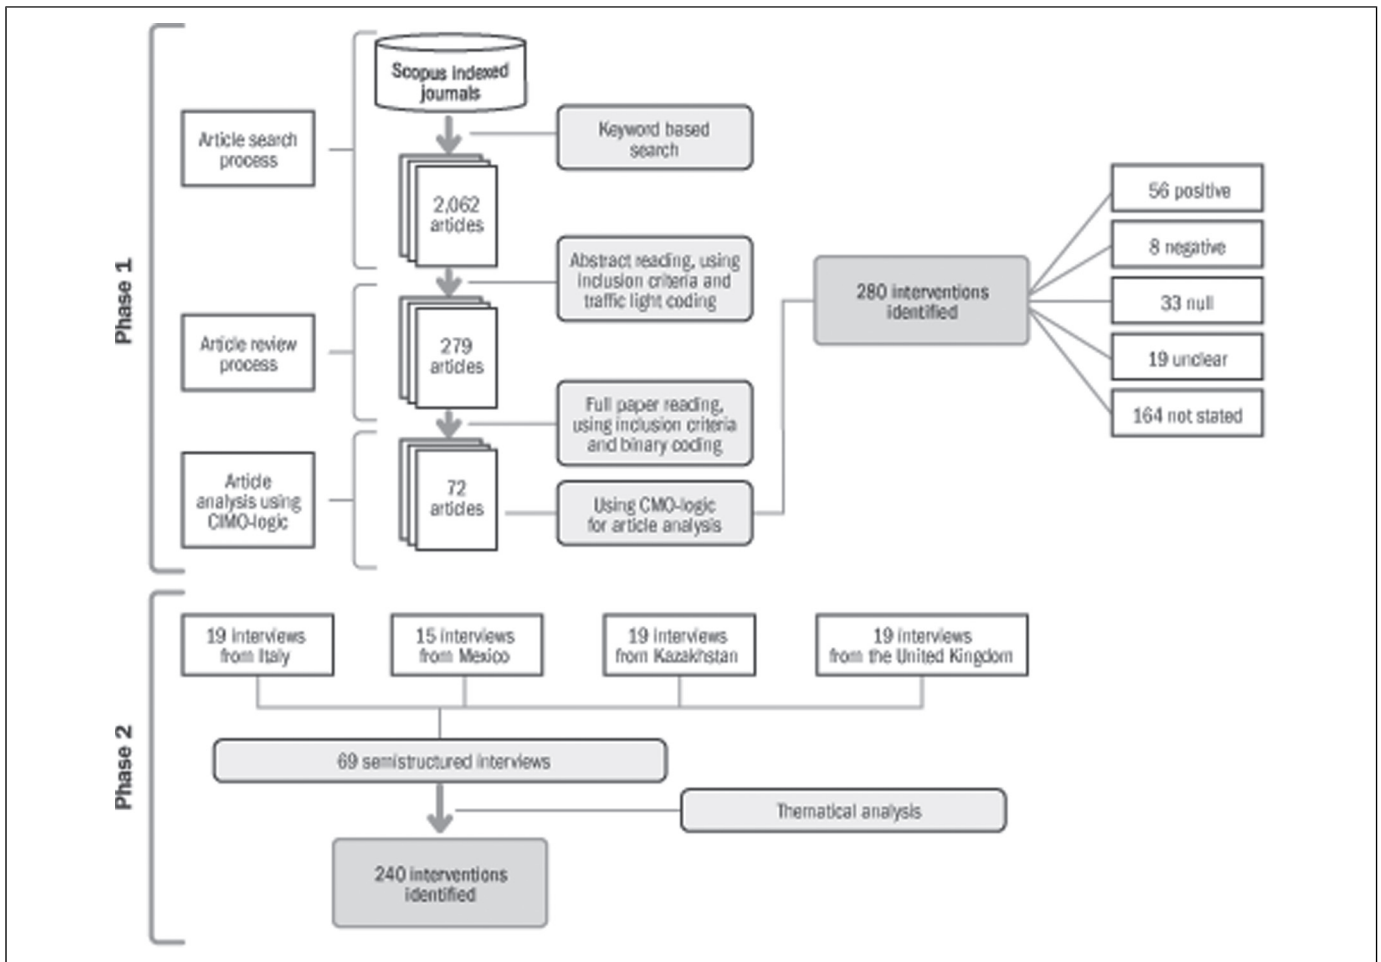 Phase 1
Scopus indexed
journals
Article search
process
Keyword based
search
2,062
articles
Abstract reading, using
inclusion criteria and
traffic light coding
Article review
process
279
articles
Full paper reading,
using inclusion criteria
and binary coding
Article
analysis using
CIMO-logic
72
articles
Using CMO-logic
for article analysis
280 interventions
identified
56 positive
8 negative
33 null
19 unclear
164 not stated
Phase 2
19 interviews
from Italy
15 interviews
from Mexico
19 interviews
from Kazakhstan
19 interviews
from the United Kingdom
69 semistructured interviews
Thematical analysis
240 interventions
identified